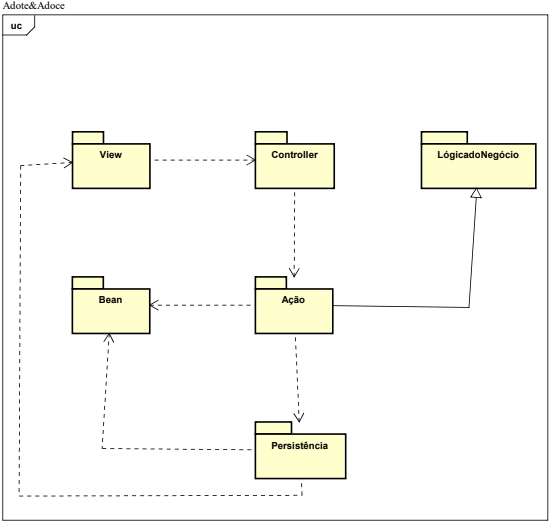 Adote&Adoce
uc
View
Controller
LógicadoNegócio
Bean
Ação
Persistência